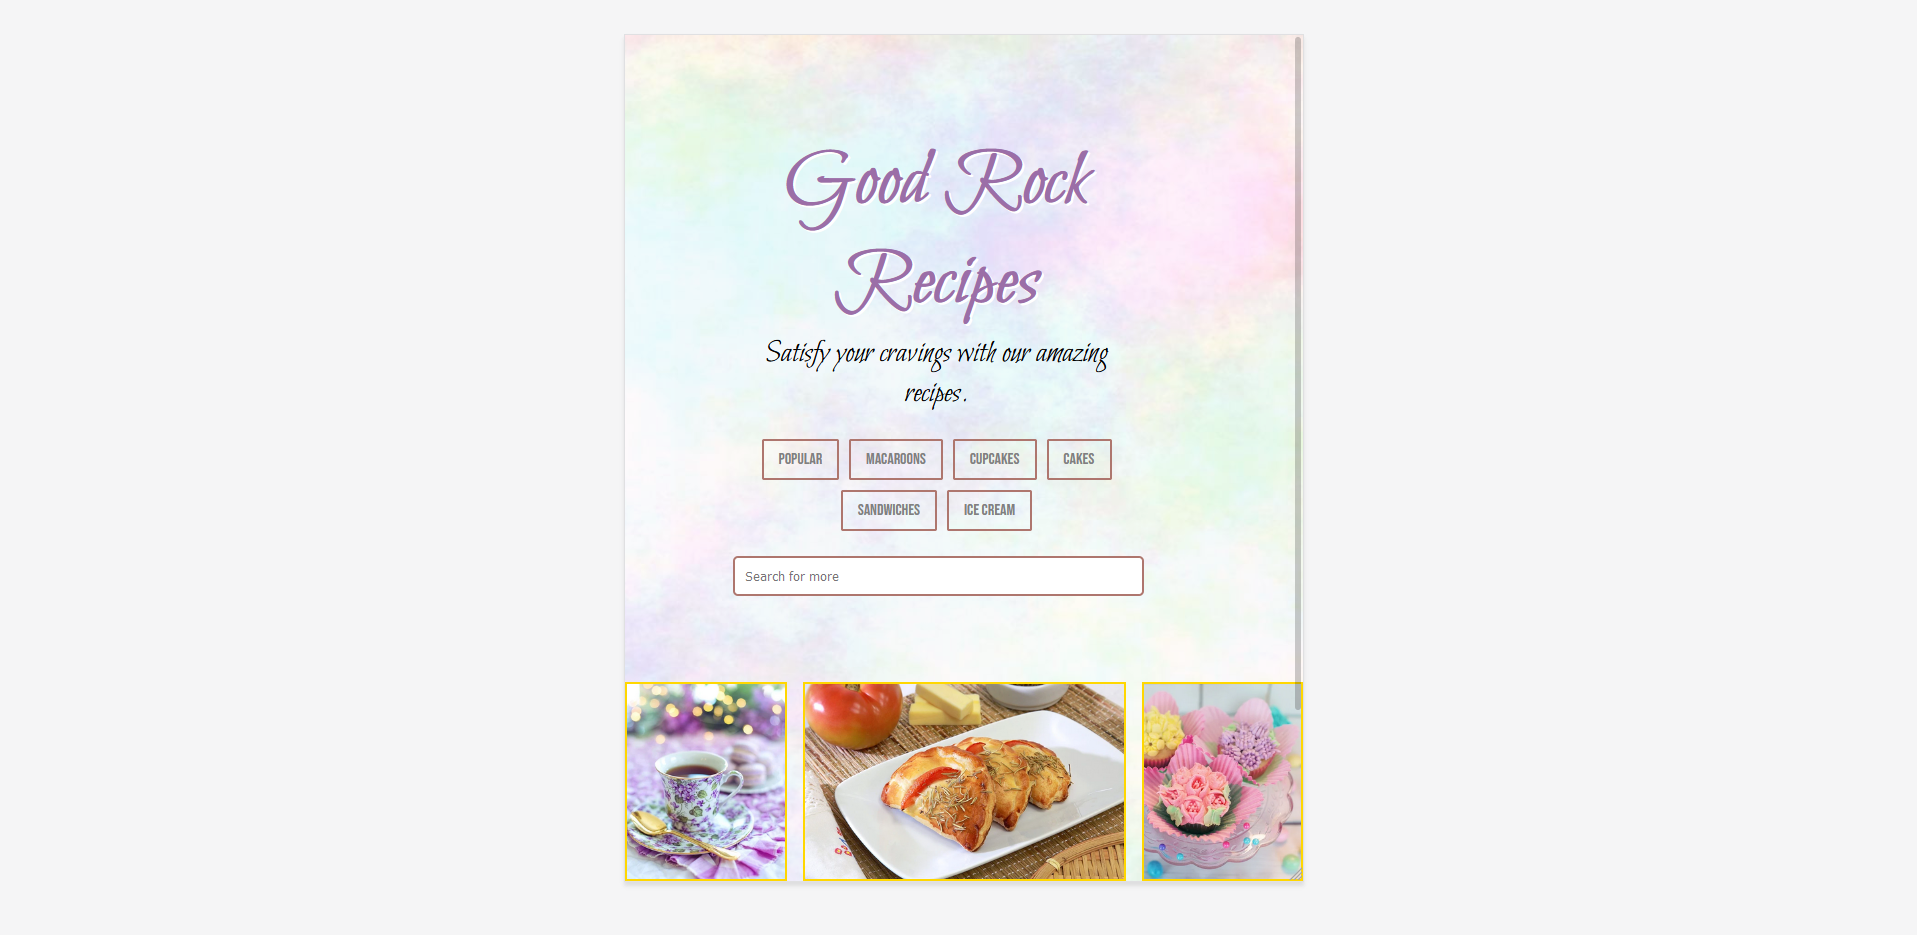 Good Rock
Recipes
Satisfy your cravings with our amazing
recipes.
POPULAR MACAROONS CUPCAKES CAKES
SANDWICHES ICE CREAM
Search for more